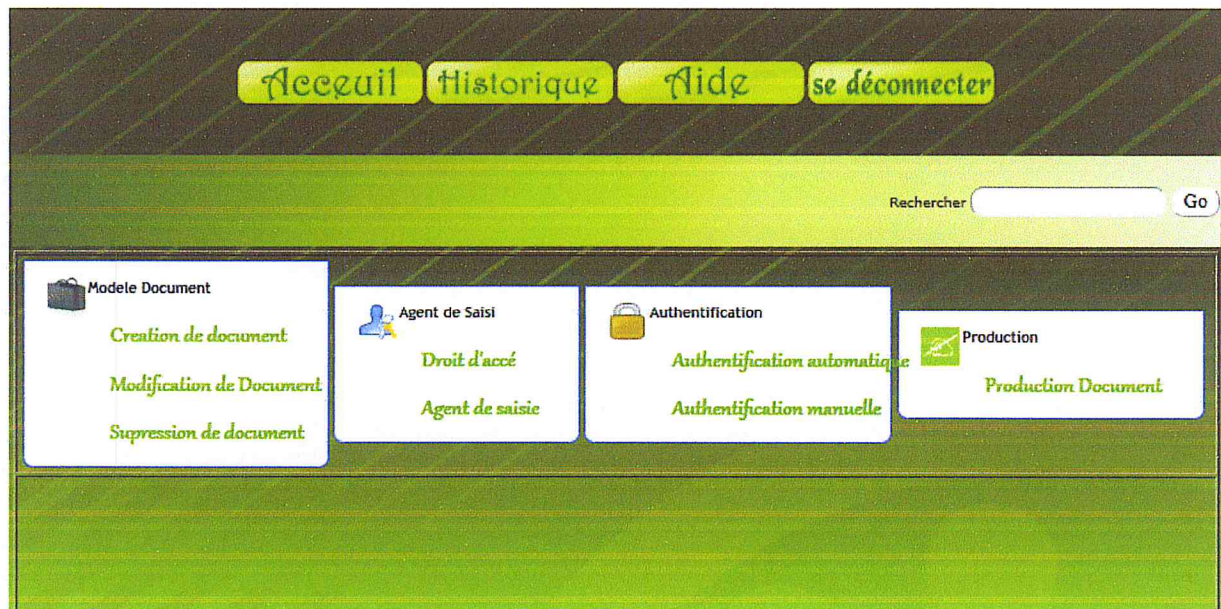 Acceuil Historique Aide se déconnecter
Rechercher Go
Modele Document
Creation de document
Modification de Document
Supression de document
Agent de Saisi
Droit d'accé
Agent de saisie
Authentification
Authentification automatique
Authentification manuelle
Production
Production Document